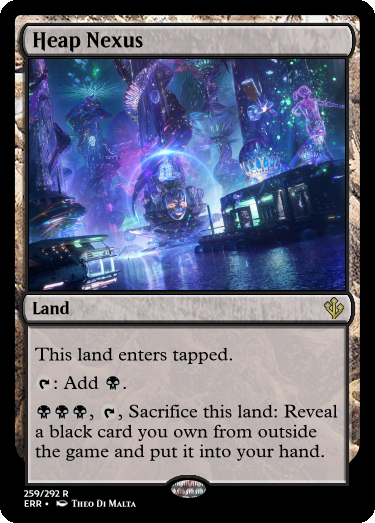 Heap Nexus
Land
This land enters tapped.
: Add .
, , Sacrifice this land: Reveal
a black card you own from outside
the game and put it into your hand.
259/292 R
ERR • Theo Di Malta